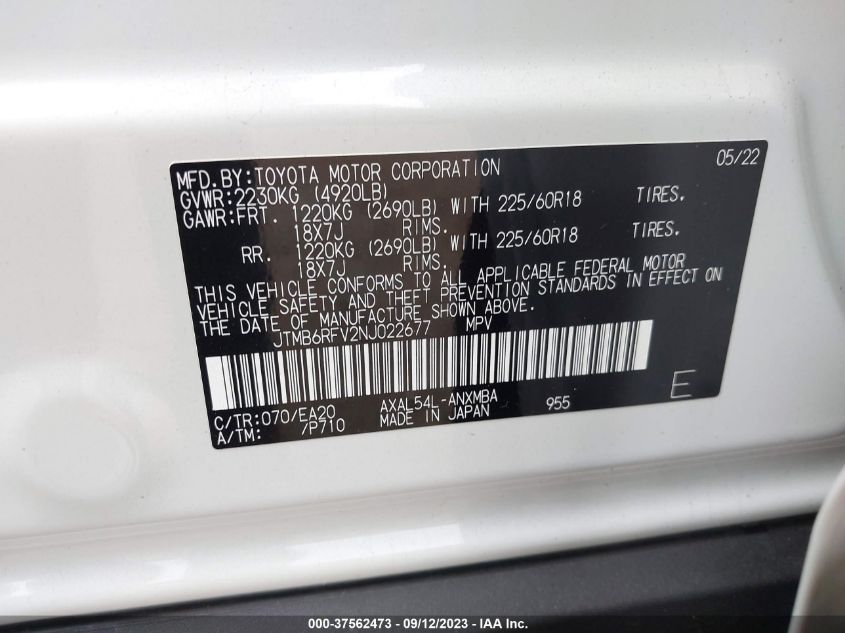 MFD.BY:TOYOTA MOTOR CORPORATION 05/22
GVWR:2230KG (4920LB)
GAWR:FRT. 1220KG (2690LB) WITH 225/60R18 TIRES.
18X7J RIMS.
RR. 1220KG (2690LB) WITH 225/60R18 TIRES.
18X7J RIMS.
THIS VEHICLE CONFORMS TO ALL APPLICABLE FEDERAL MOTOR
VEHICLE SAFETY AND THEFT PREVENTION STANDARDS IN EFFECT ON
THE DATE OF MANUFACTURE SHOWN ABOVE.
JTMB6RFV2NJ022677 MPV
C/TR:070/EA20 AXAL54L-ANXMBA 955 E
A/TM: /P710 MADE IN JAPAN
000-37562473 - 09/12/2023 - IAA Inc.